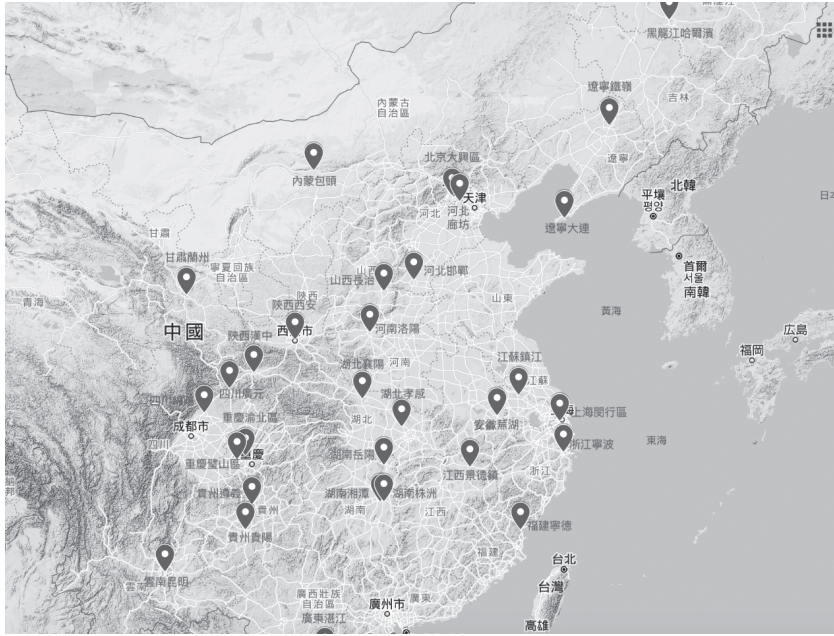 黑龍江哈爾濱
遼寧鐵嶺
吉林
內蒙古
自治區
遼寧
北京大興區
內蒙包頭
天津
北韓
平壤
평양
河北
河北
廊坊
遼寧大連
日本
甘肅
甘肅蘭州
寧夏回族
自治區
山西
山西長治
河北邯鄲
首爾
서울
南韓
青海
陝西
陝西西安
山東
黃海
中國
西安市
河南洛陽
広島
陝西漢中
福岡
湖北襄陽
河南
江蘇鎮江
江蘇
四川廣元
湖北孝感
安徽蕪湖
上海閔行區
成都市
重慶渝北區
湖北
四川
重慶璧山區
重慶
湖南岳陽
江西景德鎮
浙江寧波
東海
浙江
貴州遵義
貴州
湖南湘潭
湖南株洲
湖南
江西
福建寧德
貴州貴陽
福建
雲南
雲南昆明
台北
台灣
廣西壯族
自治區
廣東湛江
廣州市
廣東
高雄